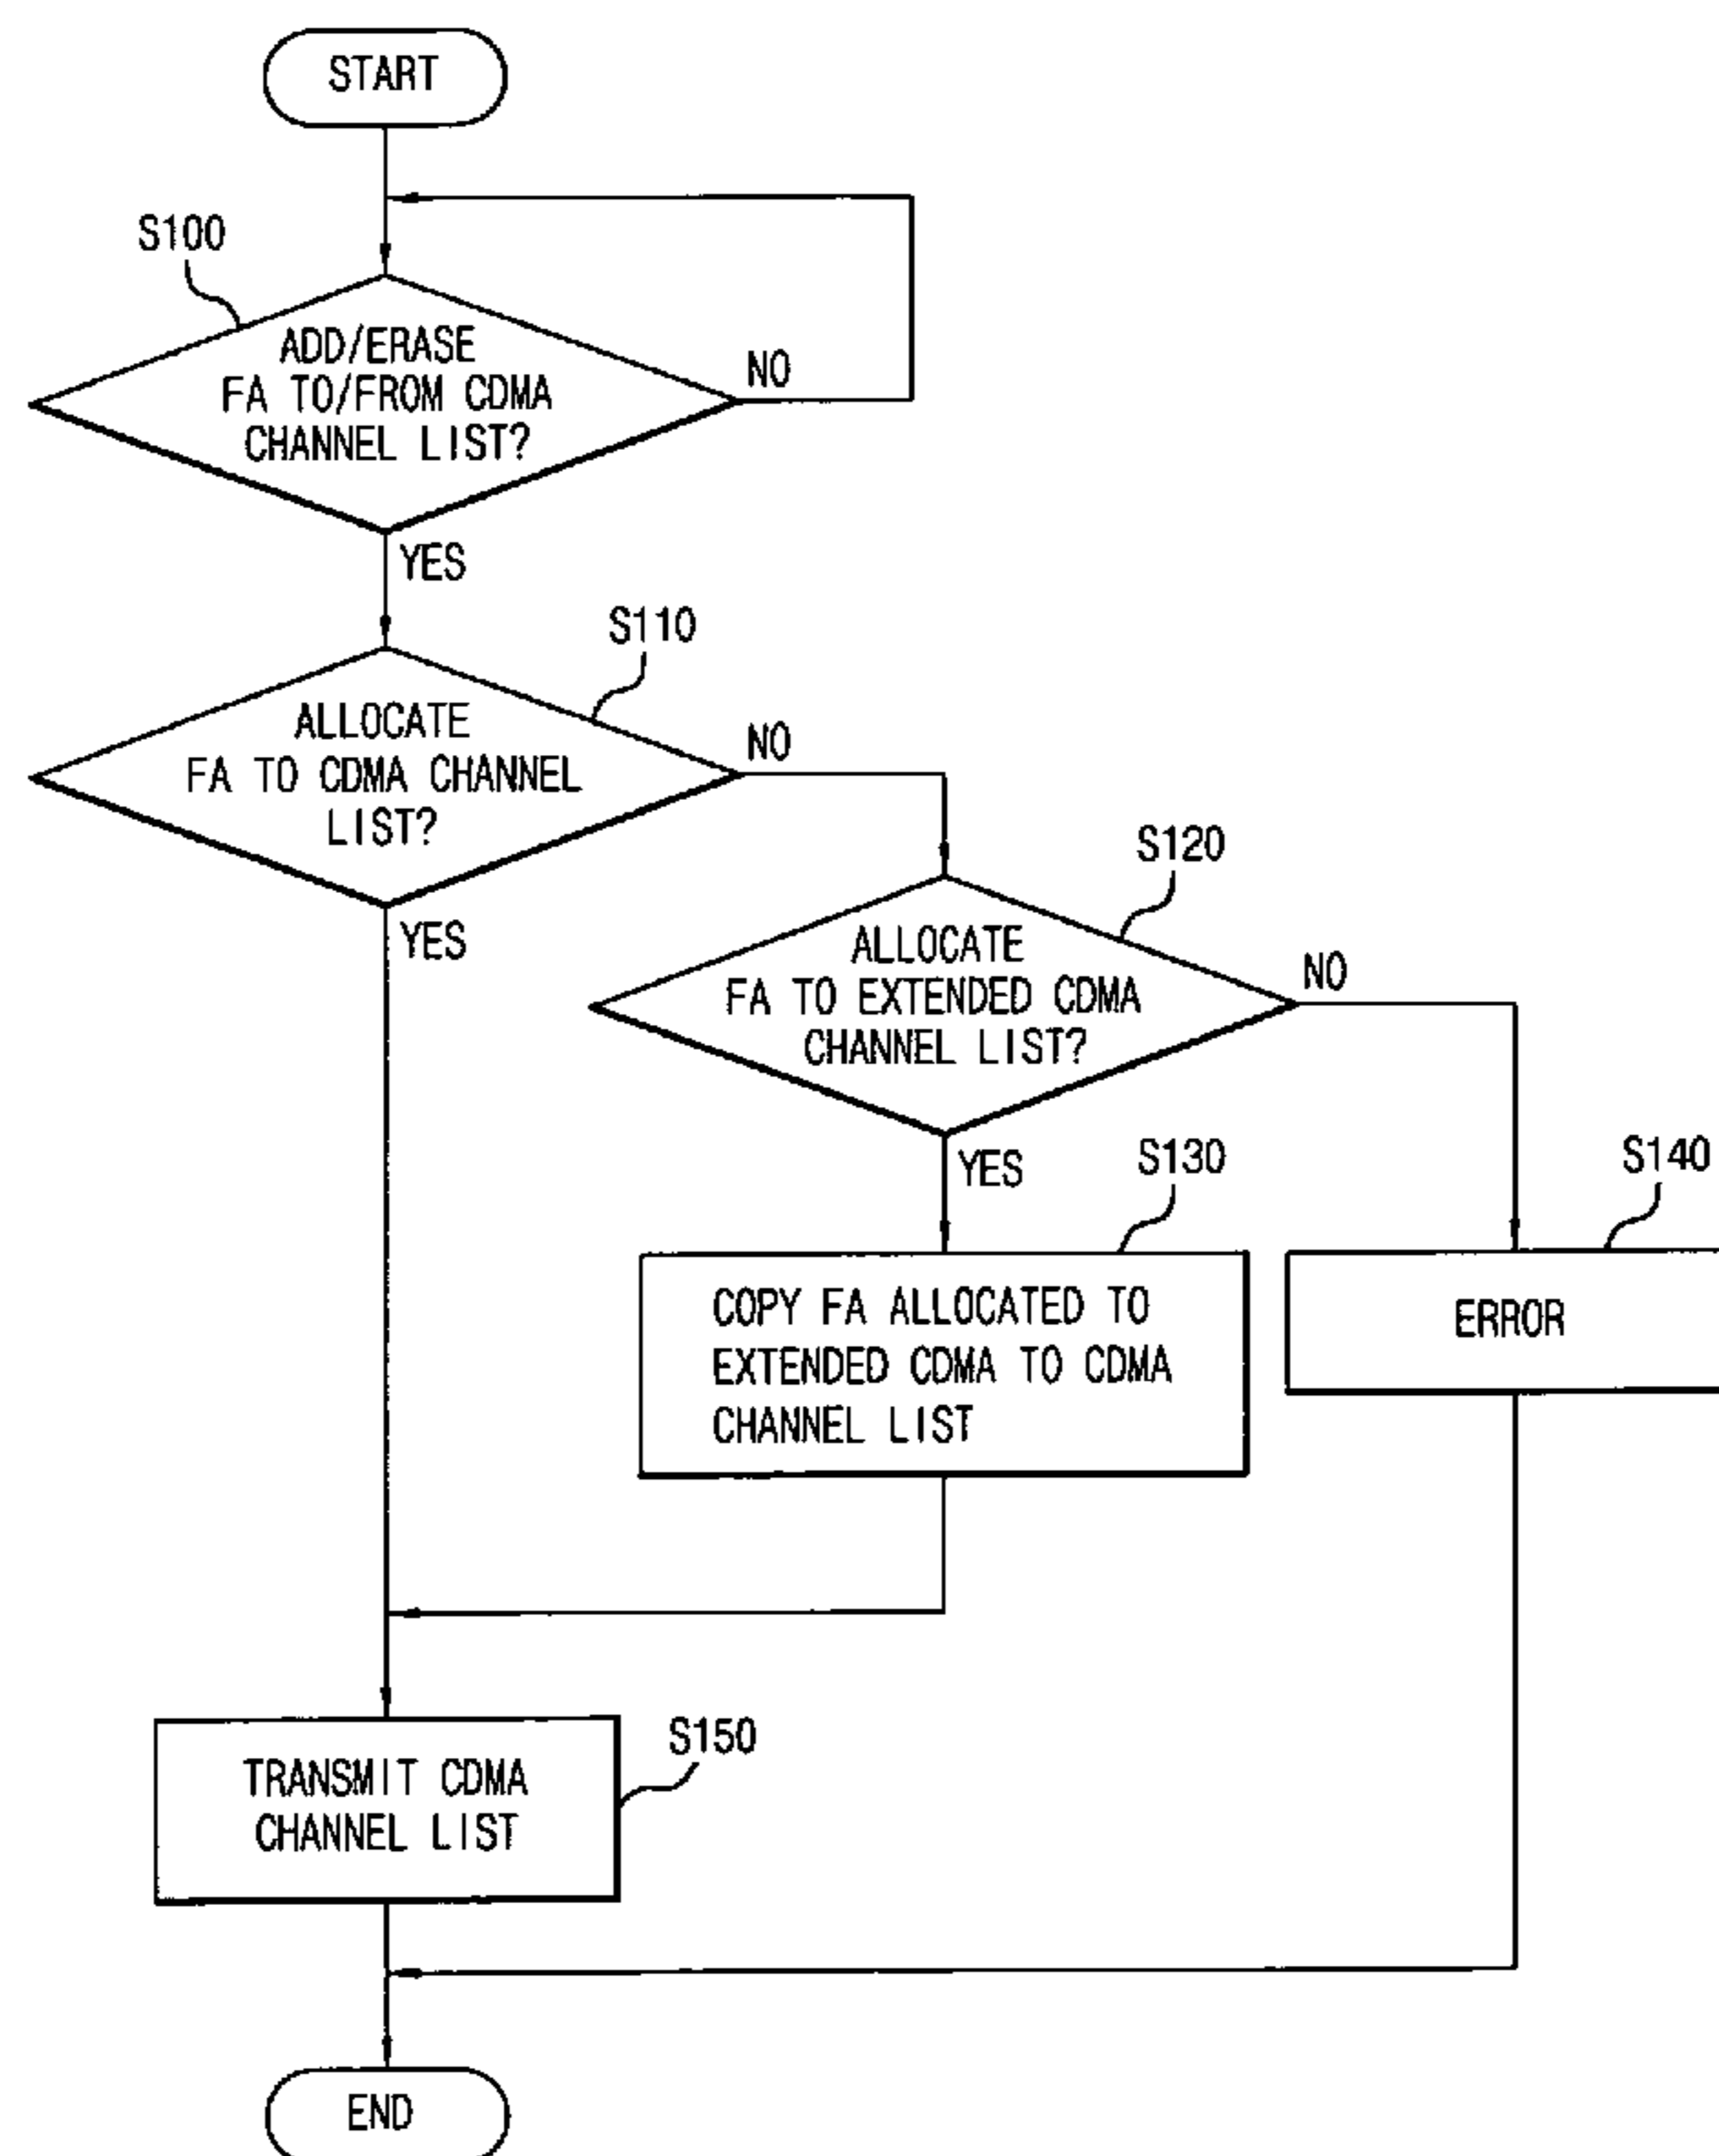 START
S100
ADD/ERASE
FA TO/FROM CDMA
CHANNEL LIST?
NO
YES
S110
ALLOCATE
FA TO CDMA CHANNEL
LIST?
NO
YES
S120
ALLOCATE
FA TO EXTENDED CDMA
CHANNEL LIST?
NO
YES
S130
COPY FA ALLOCATED TO
EXTENDED CDMA TO CDMA
CHANNEL LIST
S140
ERROR
S150
TRANSMIT CDMA
CHANNEL LIST
END